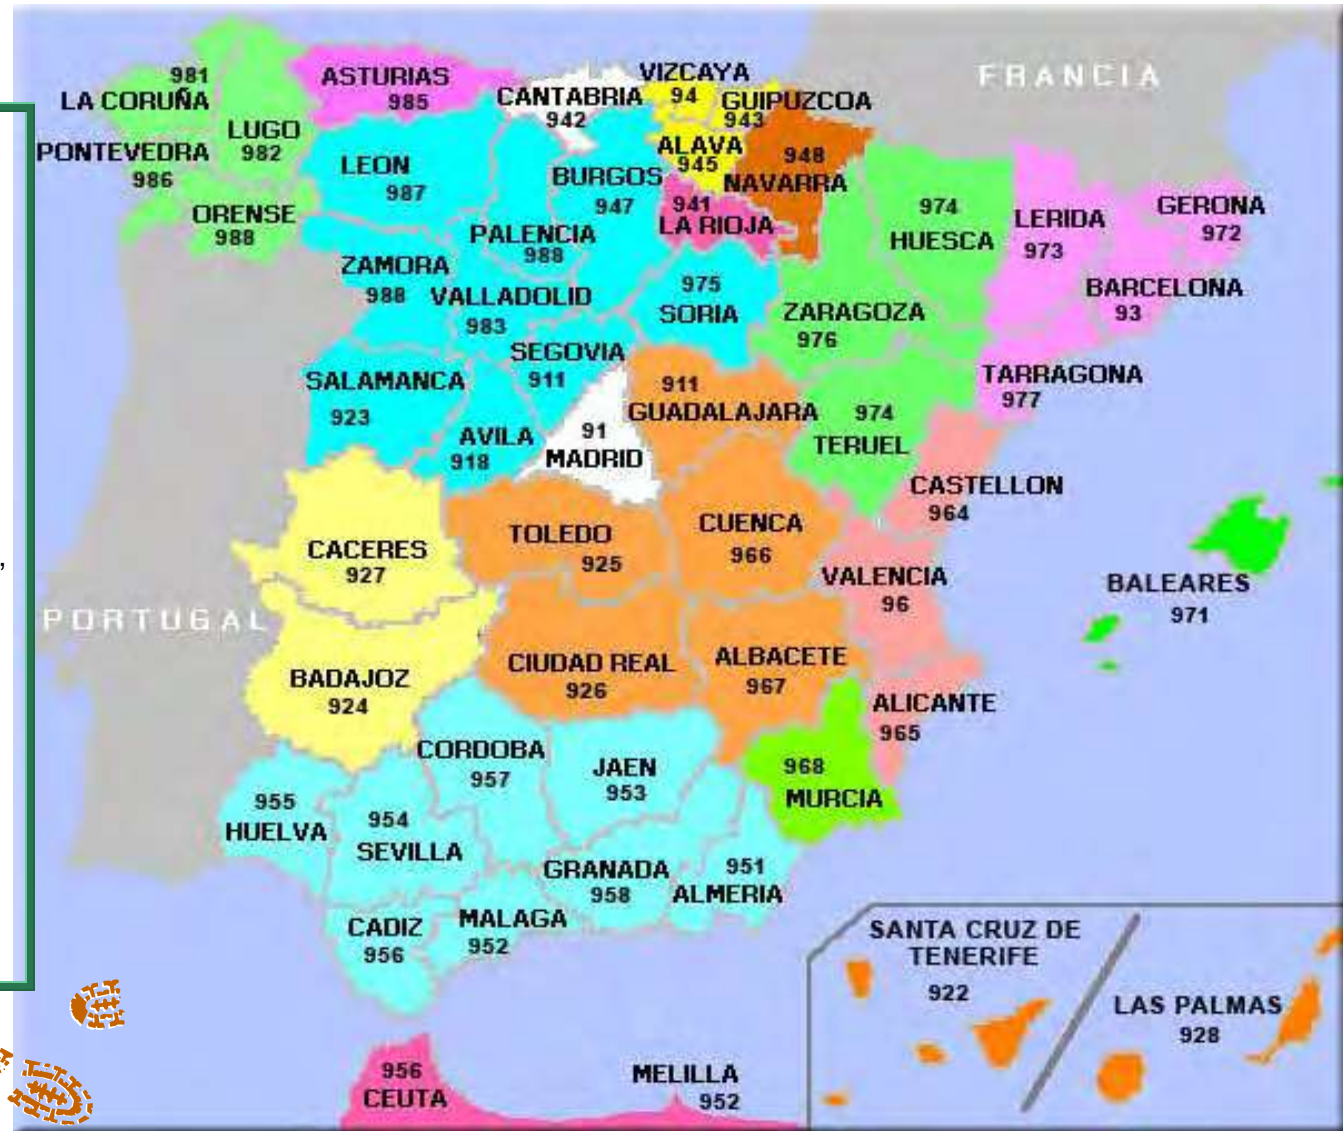 FRANCIA
981
LA CORUÑA
ASTURIAS
985
CANTABRIA
942
VIZCAYA
94
GUIPUZCOA
943
LUGO
982
PONTEVEDRA
986
ORENSE
988
LEON
987
BURGOS
947
ALAVA
945
948
NAVARRA
941
LA RIOJA
PALENCIA
988
ZAMORA
988
VALLADOLID
983
975
SORIA
974
HUESCA
LERIDA
973
GERONA
972
BARCELONA
93
ZARAGOZA
976
TARRAGONA
977
SEGOVIA
911
SALAMANCA
923
AVILA
918
91
MADRID
911
GUADALAJARA
974
TERUEL
CASTELLON
964
CACERES
927
TOLEDO
925
CUENCA
966
VALENCIA
96
BALEARES
971
,
PORTUGAL
BADAJOZ
924
CIUDAD REAL
926
ALBACETE
967
ALICANTE
965
CORDOBA
957
JAEN
953
968
MURCIA
955
HUELVA
954
SEVILLA
GRANADA
958
951
ALMERIA
CADIZ
956
MALAGA
952
SANTA CRUZ DE
TENERIFE
922
LAS PALMAS
928
956
CEUTA
MELILLA
952